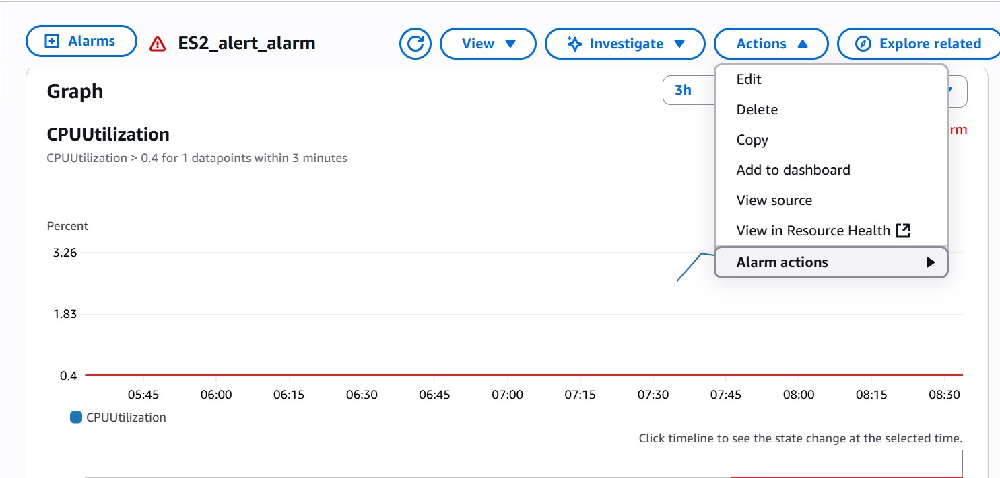 Alarms
ES2_alert_alarm
View
Investigate
Actions
Explore related
Edit
Delete
Copy
Add to dashboard
View source
View in Resource Health
Alarm actions
Graph
3h
CPUUtilization
rm
CPUUtilization > 0.4 for 1 datapoints within 3 minutes
Percent
3.26
1.83
0.4
05:45 06:00 06:15 06:30 06:45 07:00 07:15 07:30 07:45 08:00 08:15 08:30
CPUUtilization
Click timeline to see the state change at the selected time.